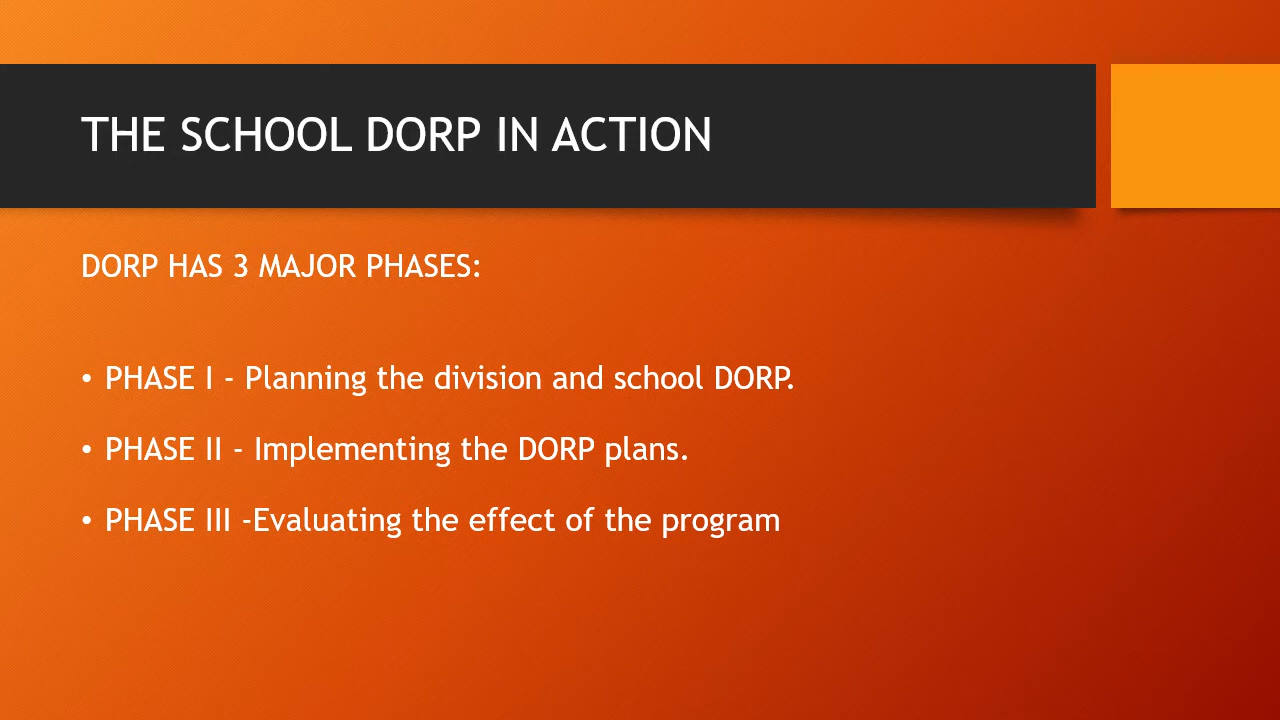 THE SCHOOL DORP IN ACTION
DORP HAS 3 MAJOR PHASES:
• PHASE I - Planning the division and school DORP.
• PHASE II - Implementing the DORP plans.
• PHASE III -Evaluating the effect of the program